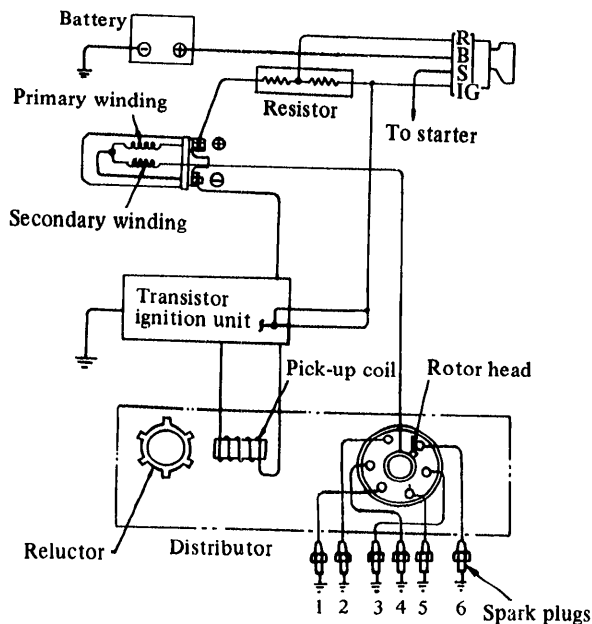 Battery
R
B
S
IG
Resistor
To starter
Primary winding
Secondary winding
Transistor
ignition unit
Pick-up coil
Rotor head
Reluctor
Distributor
1 2 3 4 5 6
Spark plugs